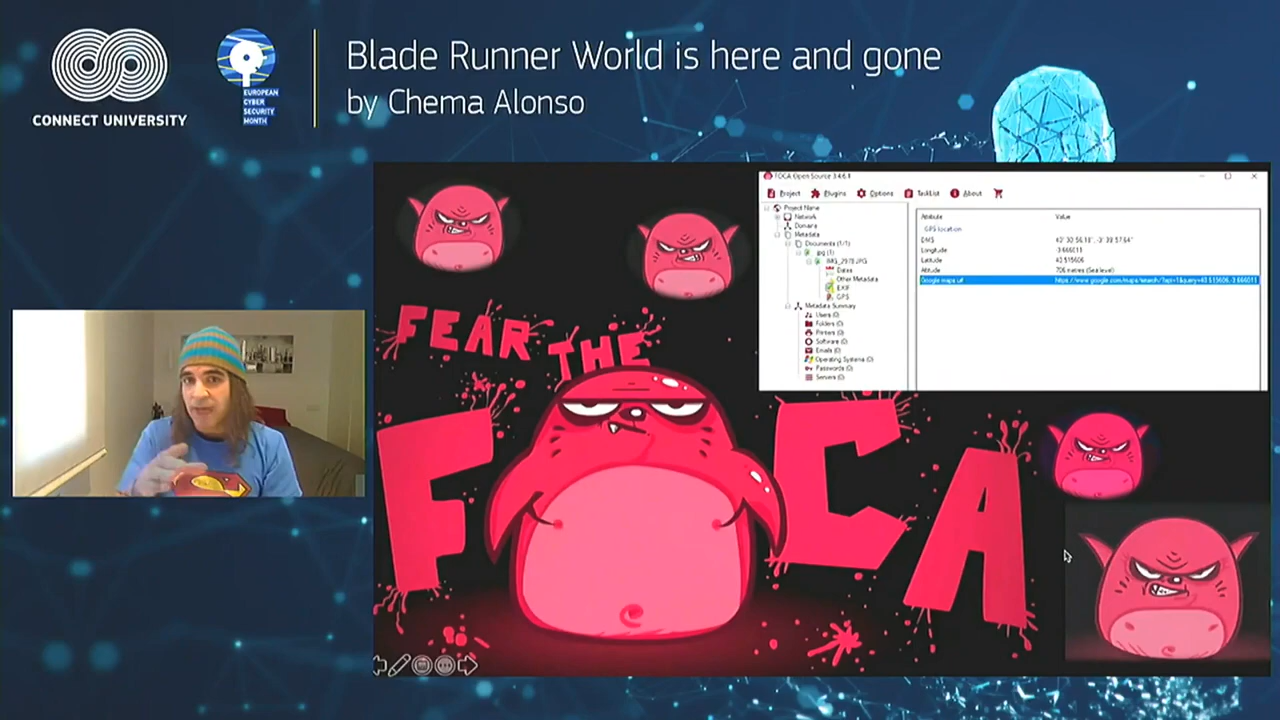 Blade Runner World is here and gone
by Chema Alonso
CONNECT UNIVERSITY
EUROPEAN
CYBER
SECURITY
MONTH
FEAR THE
FOCA
FOCA Open Source 3.4.6.1
Project Plugins Options TaskList About
Project Name
Network
Domains
Metadata
Documents (1/1)
jpg (1)
IMG_2978.JPG
Dates
Other Metadata
EXIF
GPS
Metadata Summary
Users (0)
Folders (0)
Printers (0)
Software (0)
Emails (0)
Operating Systems (0)
Passwords (0)
Servers (0)
Attribute Value
GPS location
DMS
Longitude -3.666011
Latitude 43.515606
Altitude 706 metres (Sea level)
Google maps url